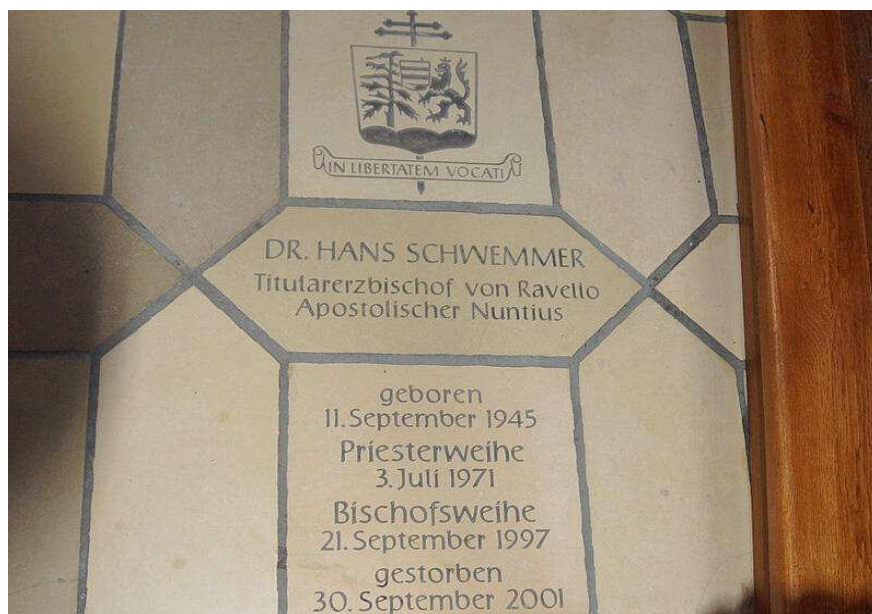 IN LIBERTATEM VOCATI
DR. HANS SCHWEMMER
Titularerzbischof von Ravello
Apostolischer Nuntius
geboren
11. September 1945
Priesterweihe
3. Juli 1971
Bischofsweihe
21. September 1997
gestorben
30. September 2001